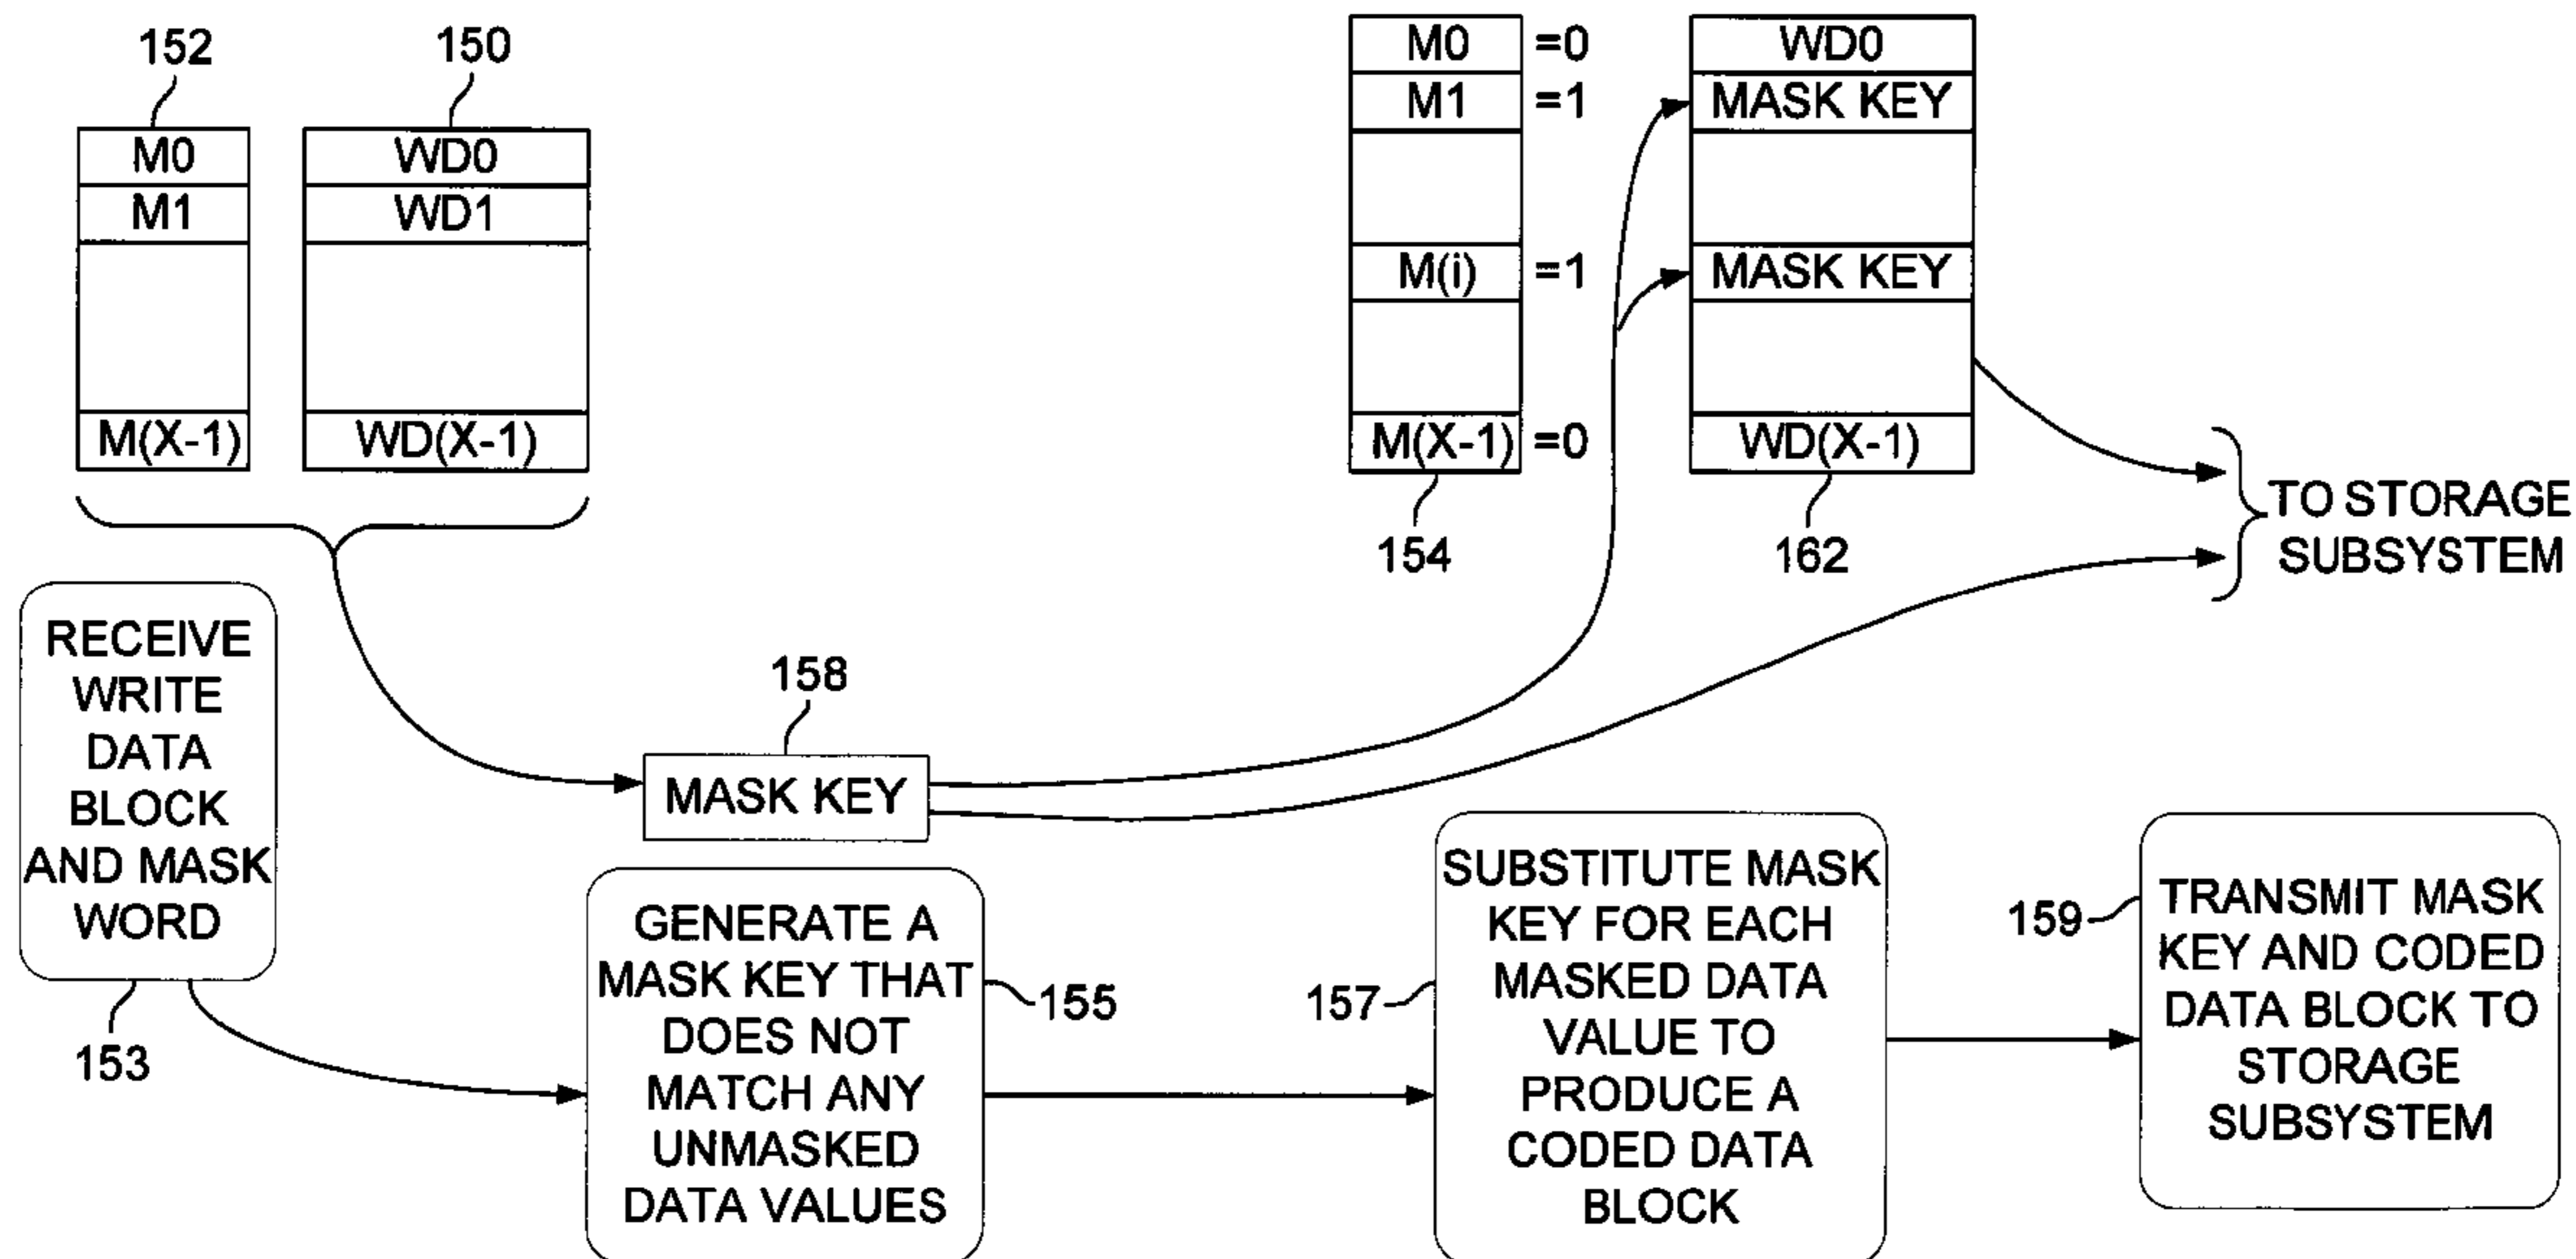 152
150
M0
M1
M(X-1)
WD0
WD1
WD(X-1)
M0 =0
M1 =1
M(i) =1
M(X-1) =0
154
WD0
MASK KEY
MASK KEY
WD(X-1)
162
TO STORAGE
SUBSYSTEM
RECEIVE
WRITE
DATA
BLOCK
AND MASK
WORD
153
158
MASK KEY
GENERATE A
MASK KEY THAT
DOES NOT
MATCH ANY
UNMASKED
DATA VALUES
155
157
SUBSTITUTE MASK
KEY FOR EACH
MASKED DATA
VALUE TO
PRODUCE A
CODED DATA
BLOCK
159
TRANSMIT MASK
KEY AND CODED
DATA BLOCK TO
STORAGE
SUBSYSTEM